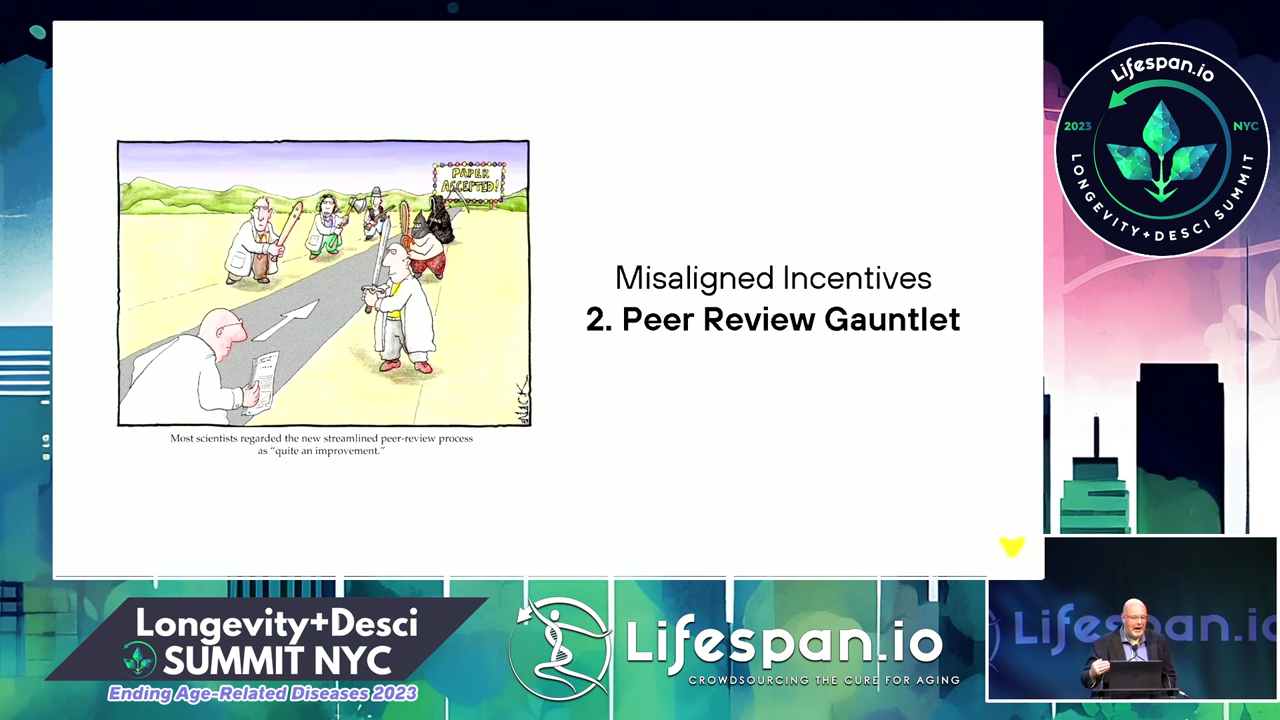 PAPER
ACCEPTED!
NICK
Most scientists regarded the new streamlined peer-review process
as “quite an improvement.”
Misaligned Incentives
2. Peer Review Gauntlet
Lifespan.io
2023
NYC
LONGEVITY+DESCI SUMMIT
Longevity+Desci
SUMMIT NYC
Ending Age-Related Diseases 2023
Lifespan.io
CROWDSOURCING THE CURE FOR AGING
Lifespan.io